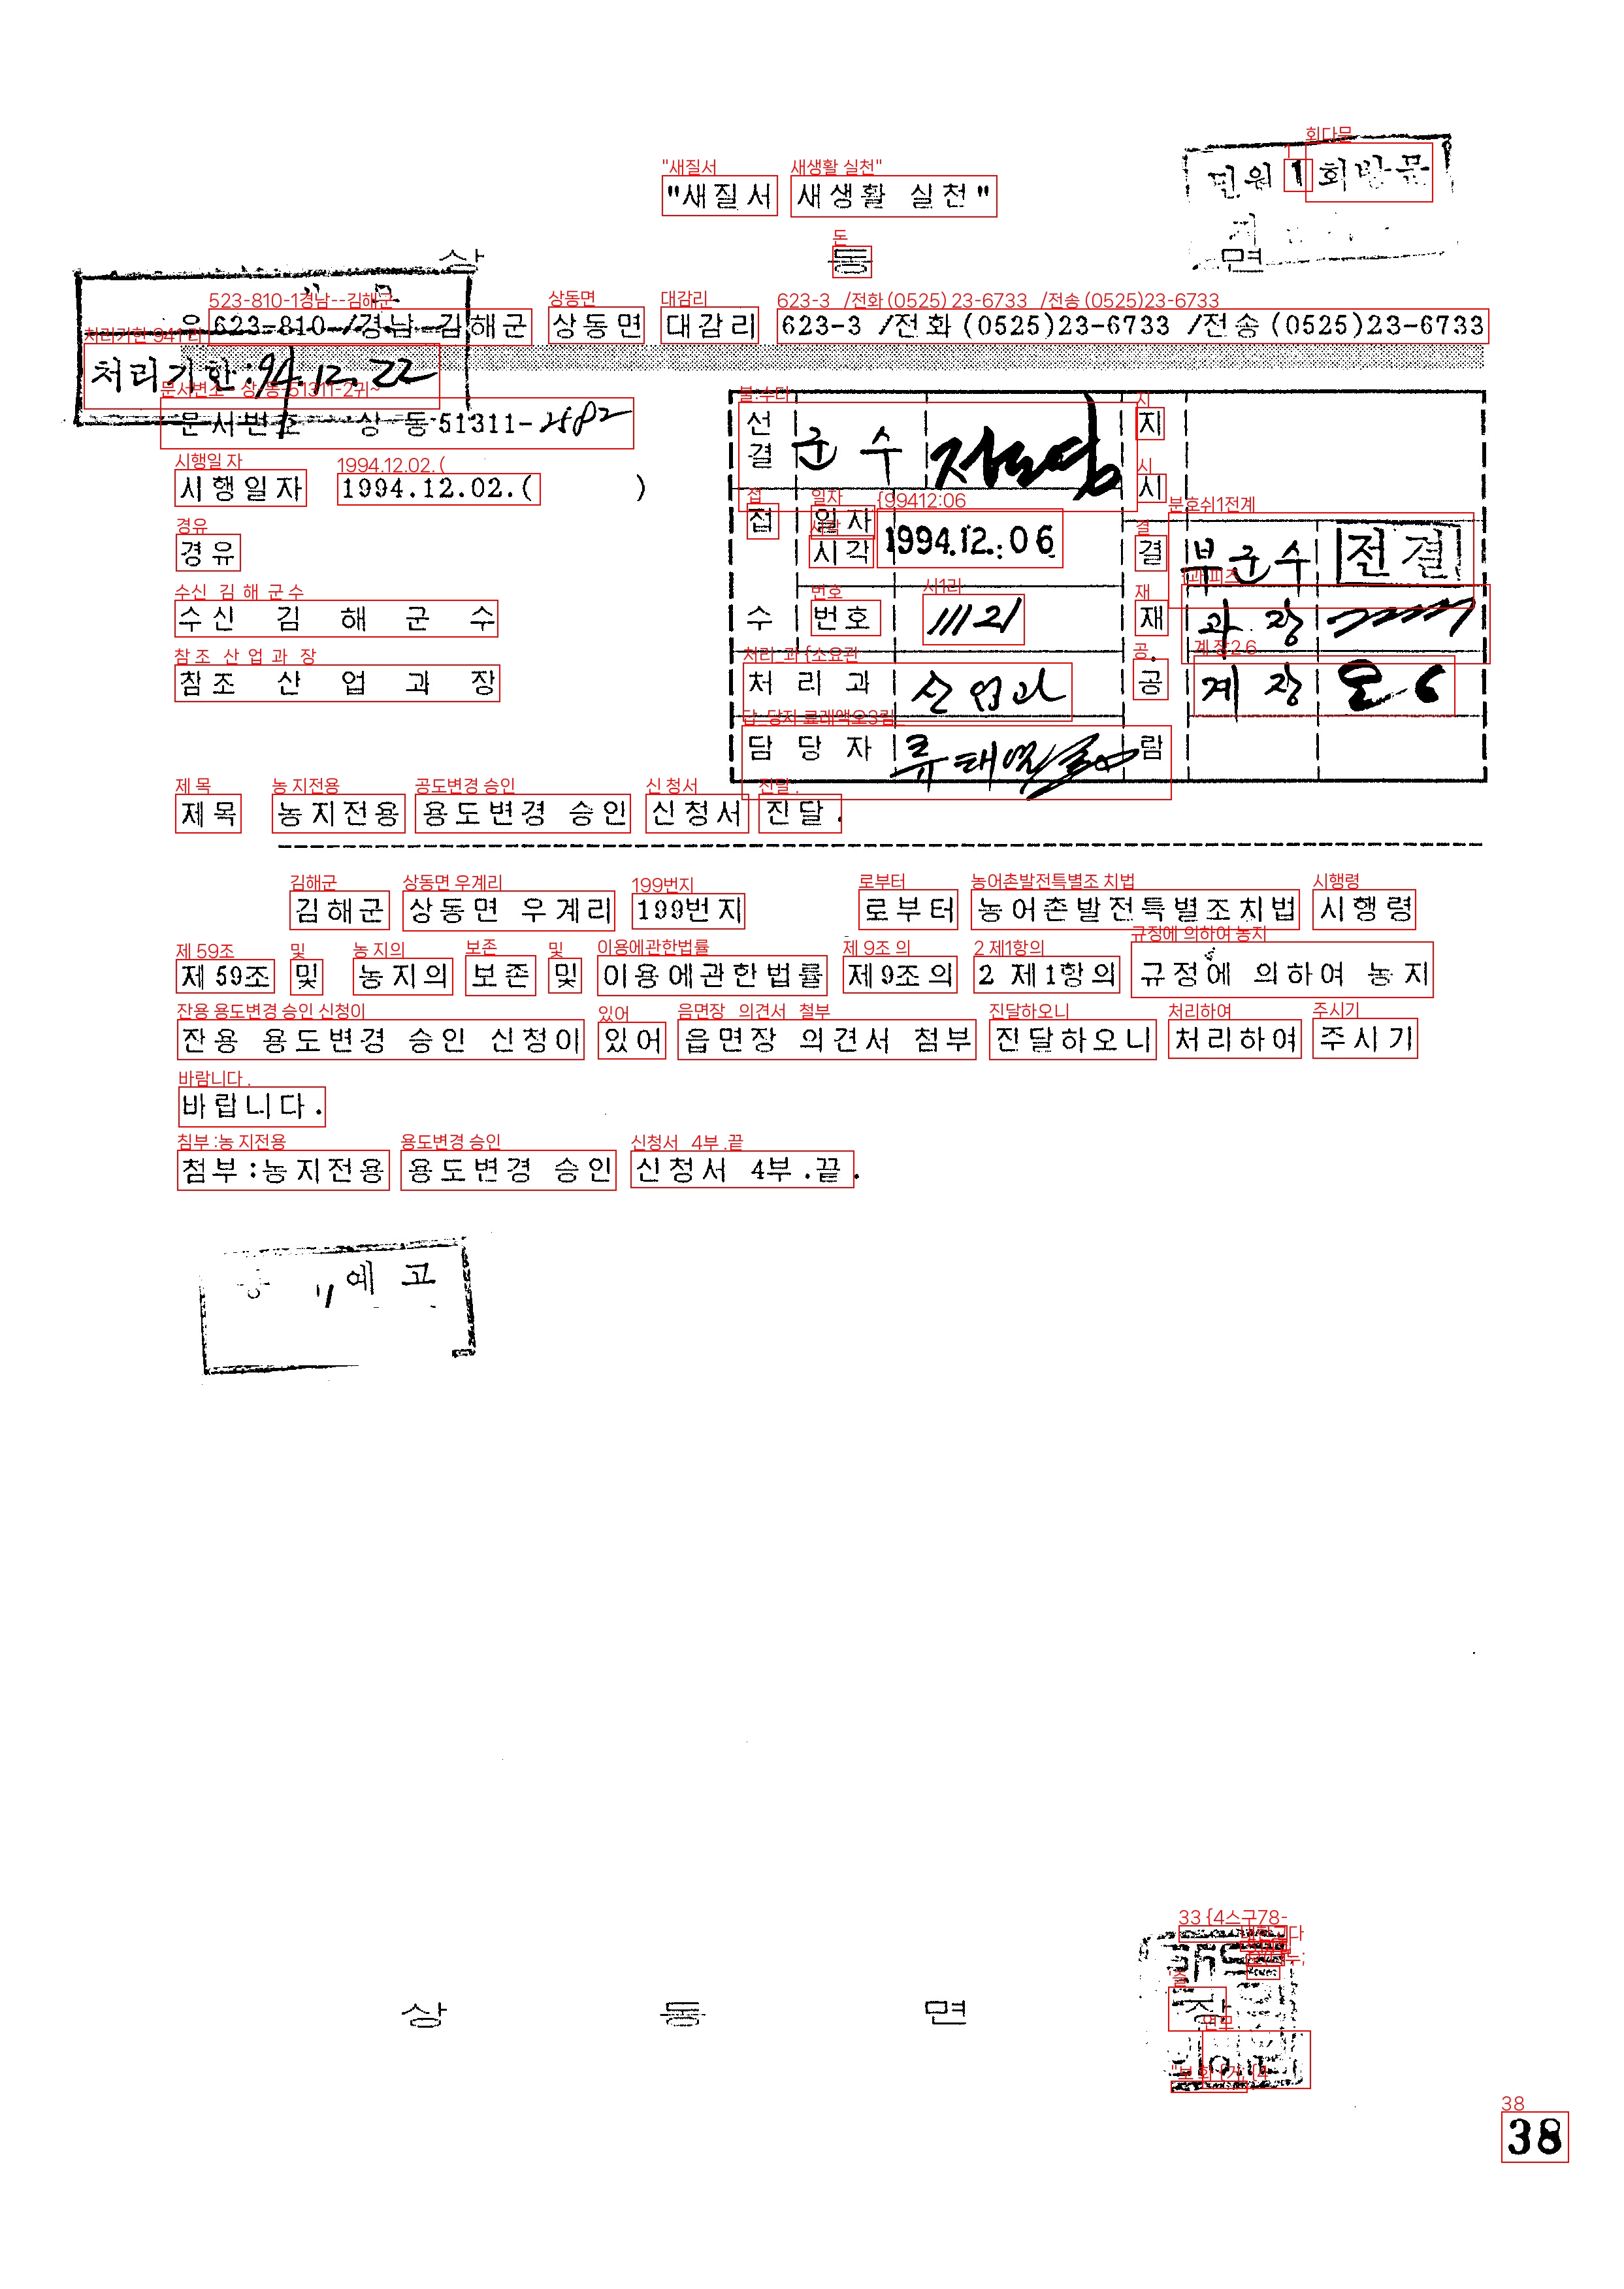 "새질서 새생활 실천"
민원 1회방문
상 동 면
우 623-810 /경남 김해군 상동면 대감리 623-3 /전화 (0525)23-6733 /전송 (0525)23-6733
처리기한:94.12.22
문서번호 상 동 51311-
시행일자 1994.12.02.( )
경유
수신 김 해 군 수
참조 산 업 과 장
선결 군 수
접수 일자 시각 1994.12.06
번호 11121
처 리 과 산업과
담 당 자 류태열
지시
결재 공람
부군수 전결
과 장
계 장
제목 농지전용 용도변경 승인 신청서 진달.
김해군 상동면 우계리 199번지 로부터 농어촌발전특별조치법 시행령
제 59조 및 농지의 보존 및 이용에관한법률 제9조의 2 제1항의 규정에 의하여 농지
잔용 용도변경 승인 신청이 있어 읍면장 의견서 첨부 진달하오니 처리하여 주시기
바랍니다.
첨부:농지전용 용도변경 승인 신청서 4부.끝.
예 고
상 동 면
38